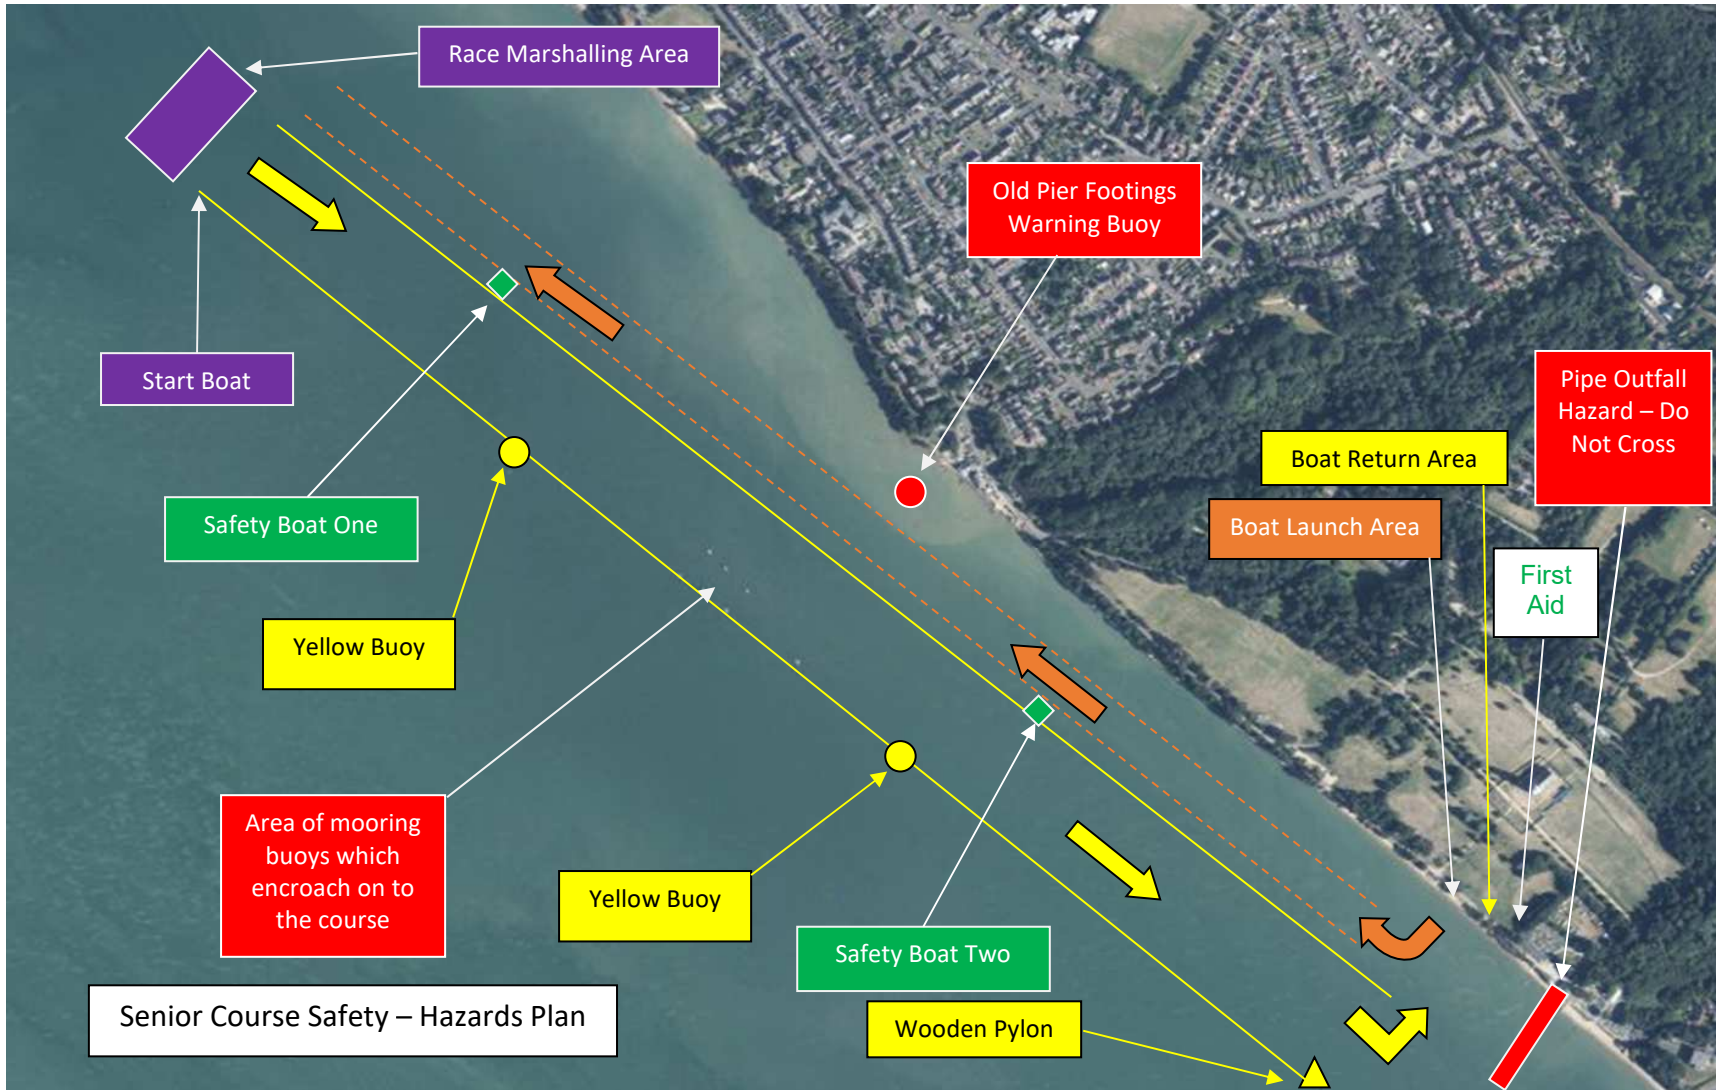 Race Marshalling Area
Old Pier Footings
Warning Buoy
Start Boat
Pipe Outfall
Hazard – Do
Not Cross
Boat Return Area
Boat Launch Area
Safety Boat One
First
Aid
Yellow Buoy
Area of mooring
buoys which
encroach on to
the course
Yellow Buoy
Safety Boat Two
Senior Course Safety – Hazards Plan
Wooden Pylon